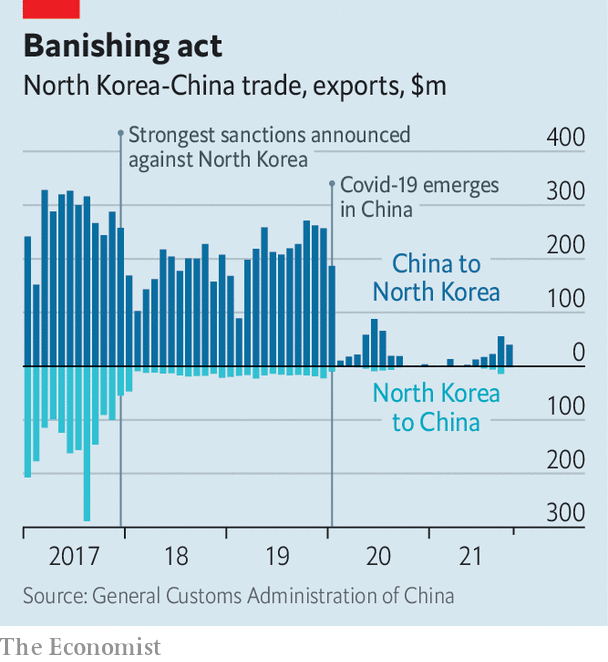 Banishing act
North Korea-China trade, exports, $m
Strongest sanctions announced
against North Korea
Covid-19 emerges
in China
400
300
200
100
0
100
200
300
China to
North Korea
North Korea
to China
2017
18
19
20
21
Source: General Customs Administration of China
The Economist